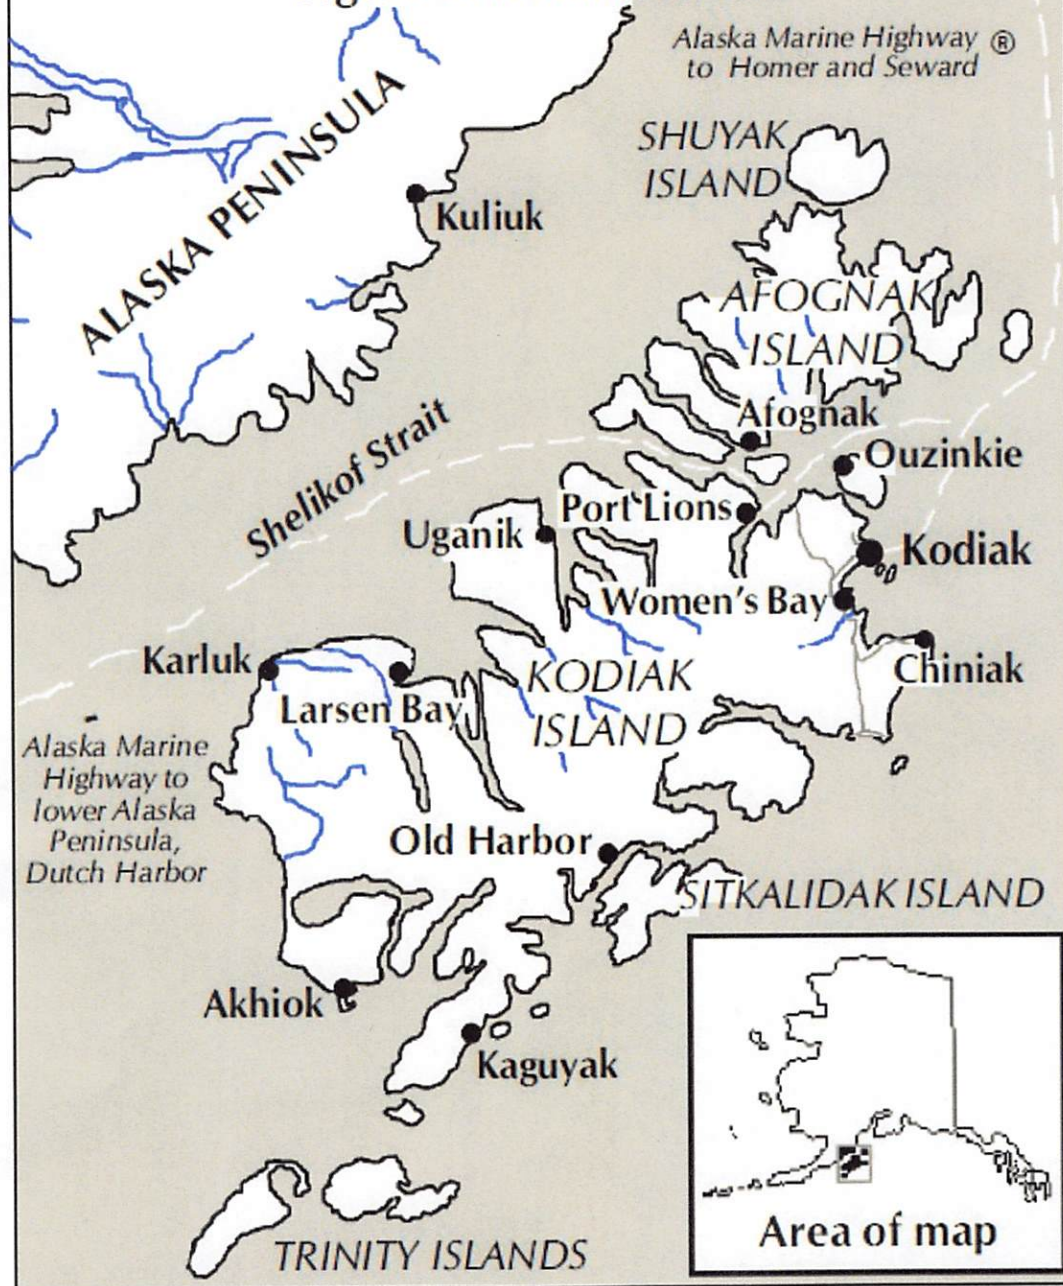 Alaska Marine Highway ®
to Homer and Seward
SHUYAK
ISLAND
ALASKA PENINSULA
Kuliuk
AFOGNAK
ISLAND
Afognak
Ouzinkie
Shelikof Strait
Port Lions
Uganik
Kodiak
Women's Bay
Karluk
Chiniak
KODIAK
ISLAND
Larsen Bay
Alaska Marine
Highway to
lower Alaska
Peninsula,
Dutch Harbor
Old Harbor
SITKALIDAK ISLAND
Akhiok
Kaguyak
TRINITY ISLANDS
Area of map